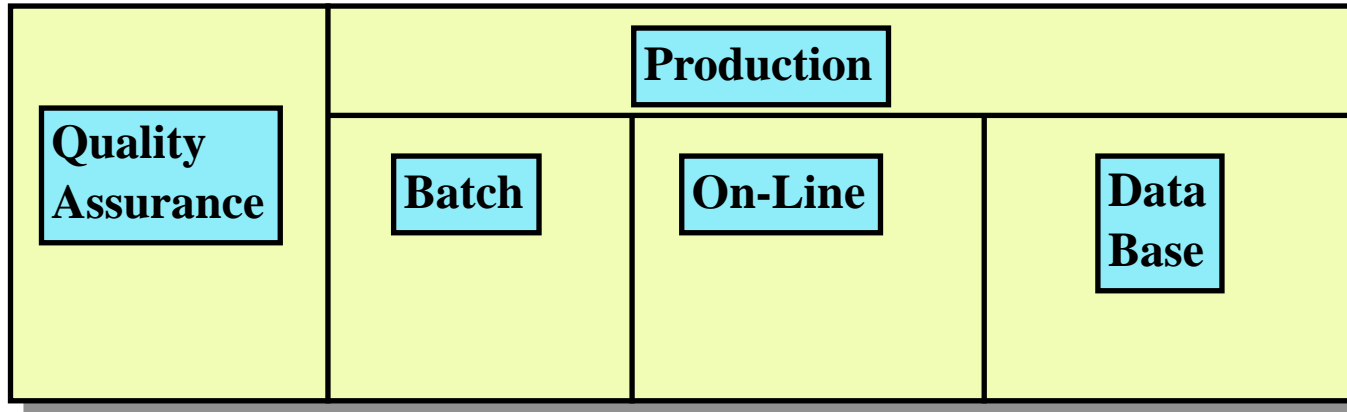 Production
Quality
Assurance
Batch
On-Line
Data
Base